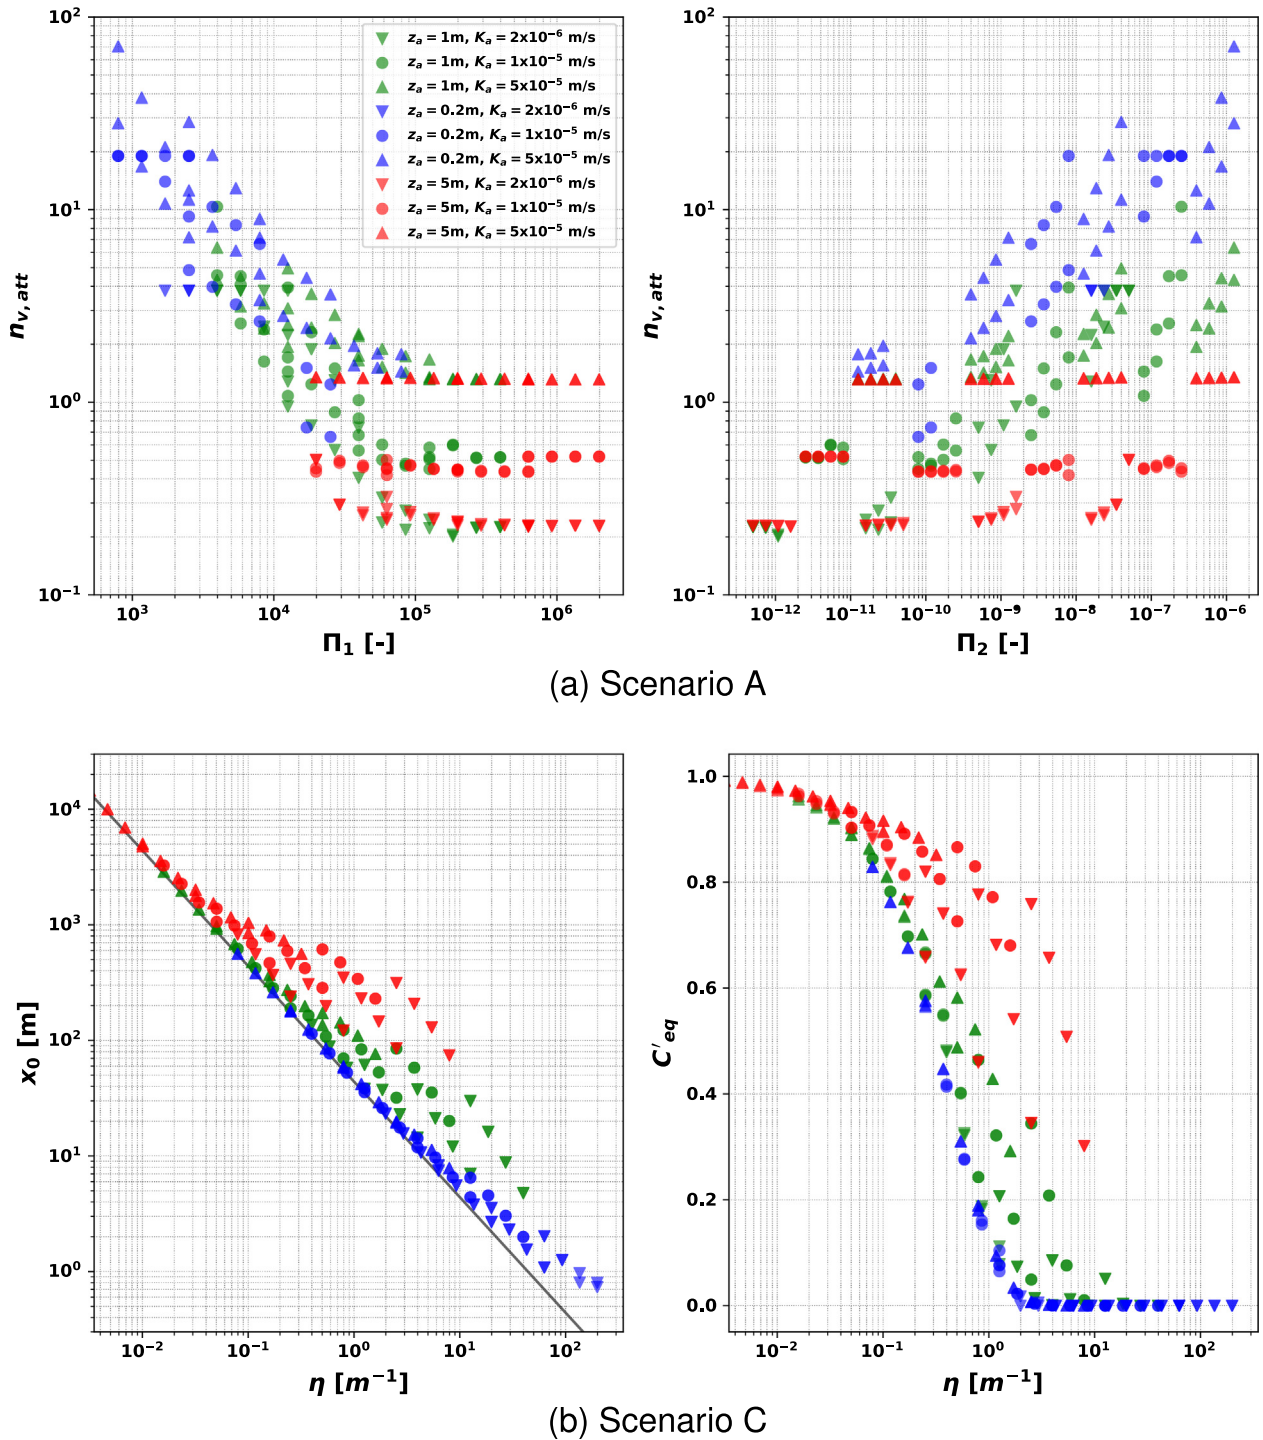 10²
10¹
10⁰
10⁻¹
n_{v,att}
z_a = 1m, K_a = 2x10⁻⁶ m/s
z_a = 1m, K_a = 1x10⁻⁵ m/s
z_a = 1m, K_a = 5x10⁻⁵ m/s
z_a = 0.2m, K_a = 2x10⁻⁶ m/s
z_a = 0.2m, K_a = 1x10⁻⁵ m/s
z_a = 0.2m, K_a = 5x10⁻⁵ m/s
z_a = 5m, K_a = 2x10⁻⁶ m/s
z_a = 5m, K_a = 1x10⁻⁵ m/s
z_a = 5m, K_a = 5x10⁻⁵ m/s
10³ 10⁴ 10⁵ 10⁶
Π₁ [-]
10²
10¹
10⁰
10⁻¹
n_{v,att}
10⁻¹² 10⁻¹¹ 10⁻¹⁰ 10⁻⁹ 10⁻⁸ 10⁻⁷ 10⁻⁶
Π₂ [-]
(a) Scenario A
10⁴
10³
10²
10¹
10⁰
x₀ [m]
10⁻² 10⁻¹ 10⁰ 10¹ 10²
η [m⁻¹]
1.0
0.8
0.6
0.4
0.2
0.0
C'_{eq}
10⁻² 10⁻¹ 10⁰ 10¹ 10²
η [m⁻¹]
(b) Scenario C